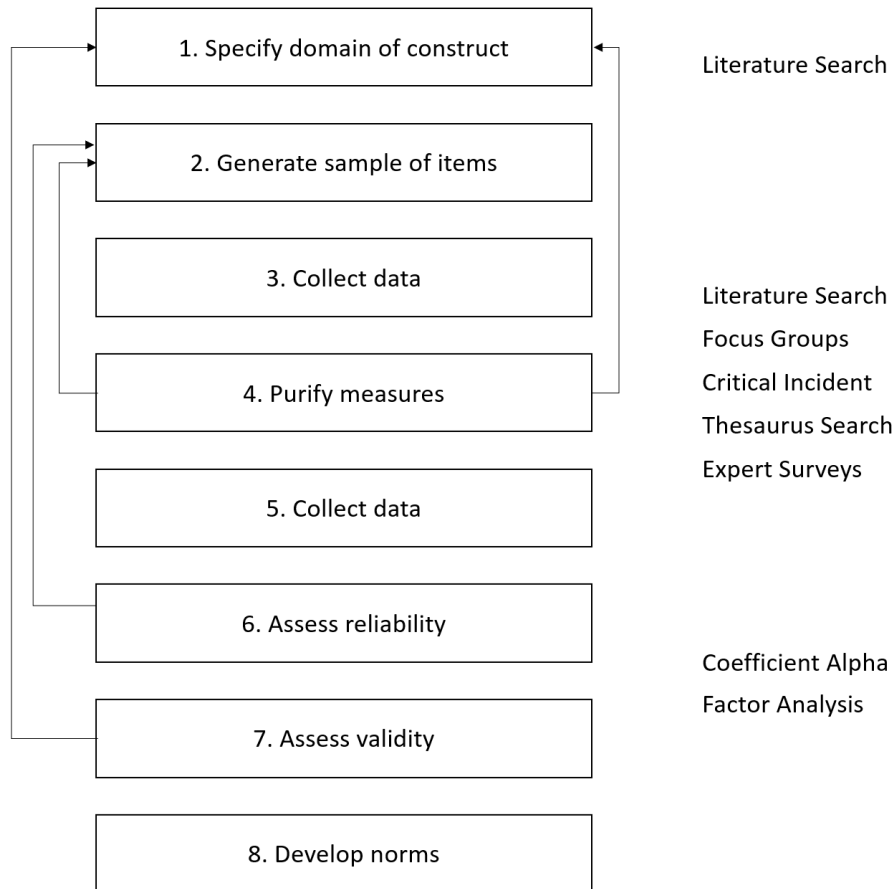 1. Specify domain of construct
Literature Search
2. Generate sample of items
3. Collect data
Literature Search
Focus Groups
4. Purify measures
Critical Incident
Thesaurus Search
Expert Surveys
5. Collect data
6. Assess reliability
Coefficient Alpha
Factor Analysis
7. Assess validity
8. Develop norms